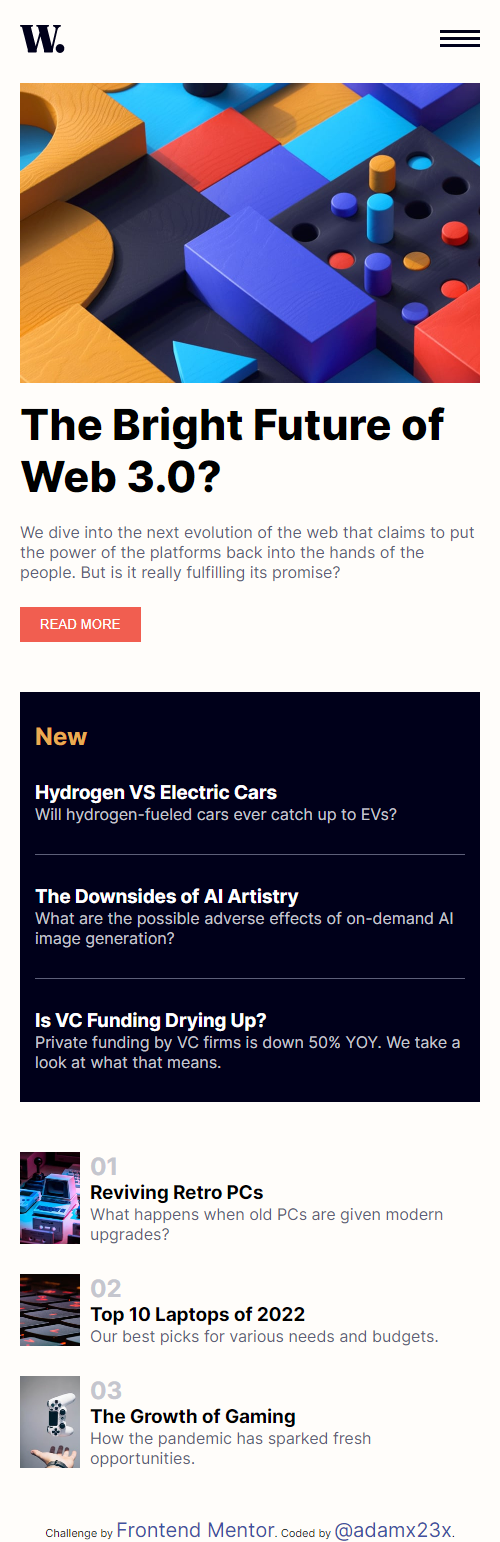 W.
The Bright Future of
Web 3.0?
We dive into the next evolution of the web that claims to put
the power of the platforms back into the hands of the
people. But is it really fulfilling its promise?
READ MORE
New
Hydrogen VS Electric Cars
Will hydrogen-fueled cars ever catch up to EVs?
The Downsides of AI Artistry
What are the possible adverse effects of on-demand AI
image generation?
Is VC Funding Drying Up?
Private funding by VC firms is down 50% YOY. We take a
look at what that means.
01
Reviving Retro PCs
What happens when old PCs are given modern
upgrades?
02
Top 10 Laptops of 2022
Our best picks for various needs and budgets.
03
The Growth of Gaming
How the pandemic has sparked fresh
opportunities.
Challenge by Frontend Mentor. Coded by @adamx23x.